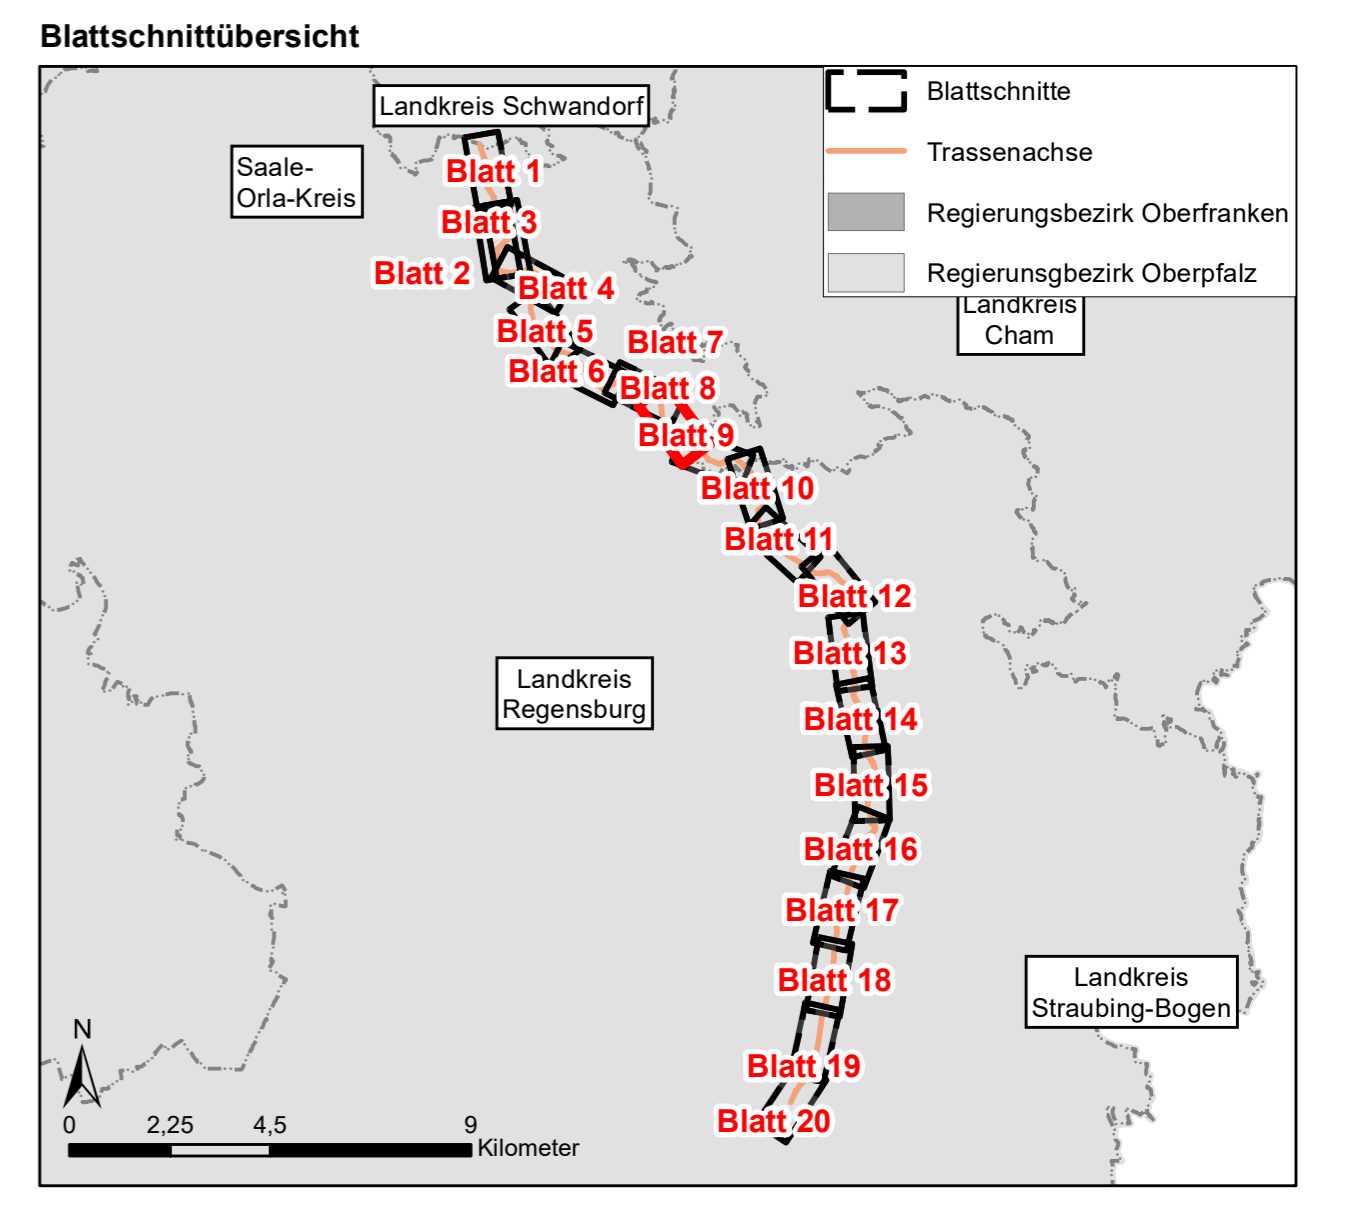 Blattschnittübersicht
Landkreis Schwandorf
Saale-
Orla-Kreis
Blattschnitte
Trassenachse
Regierungsbezirk Oberfranken
Regierunsgbezirk Oberpfalz
Landkreis
Cham
Blatt 1
Blatt 3
Blatt 2
Blatt 4
Blatt 5
Blatt 7
Blatt 6
Blatt 8
Blatt 9
Blatt 10
Blatt 11
Blatt 12
Blatt 13
Landkreis
Regensburg
Blatt 14
Blatt 15
Blatt 16
Blatt 17
Blatt 18
Landkreis
Straubing-Bogen
Blatt 19
Blatt 20
N
0 2,25 4,5 9
Kilometer